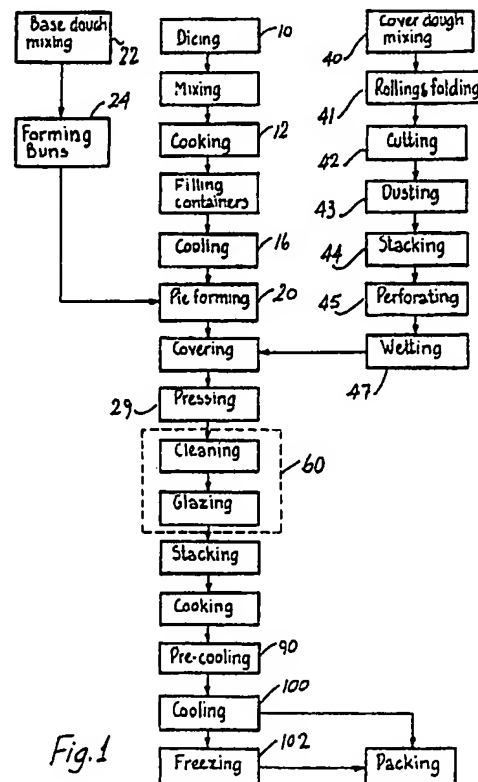 Base dough
mixing
22
24
Forming
Buns
Dicing
10
Mixing
Cooking
12
Filling
containers
Cooling
16
Pie forming
20
Covering
Pressing
29
Cleaning
60
Glazing
Stacking
Cooking
Pre-cooling
90
Cooling
100
Freezing
102
Packing
Cover dough
mixing
40
Rolling & folding
41
Cutting
42
Dusting
43
Stacking
44
Perforating
45
Wetting
47
Fig.1